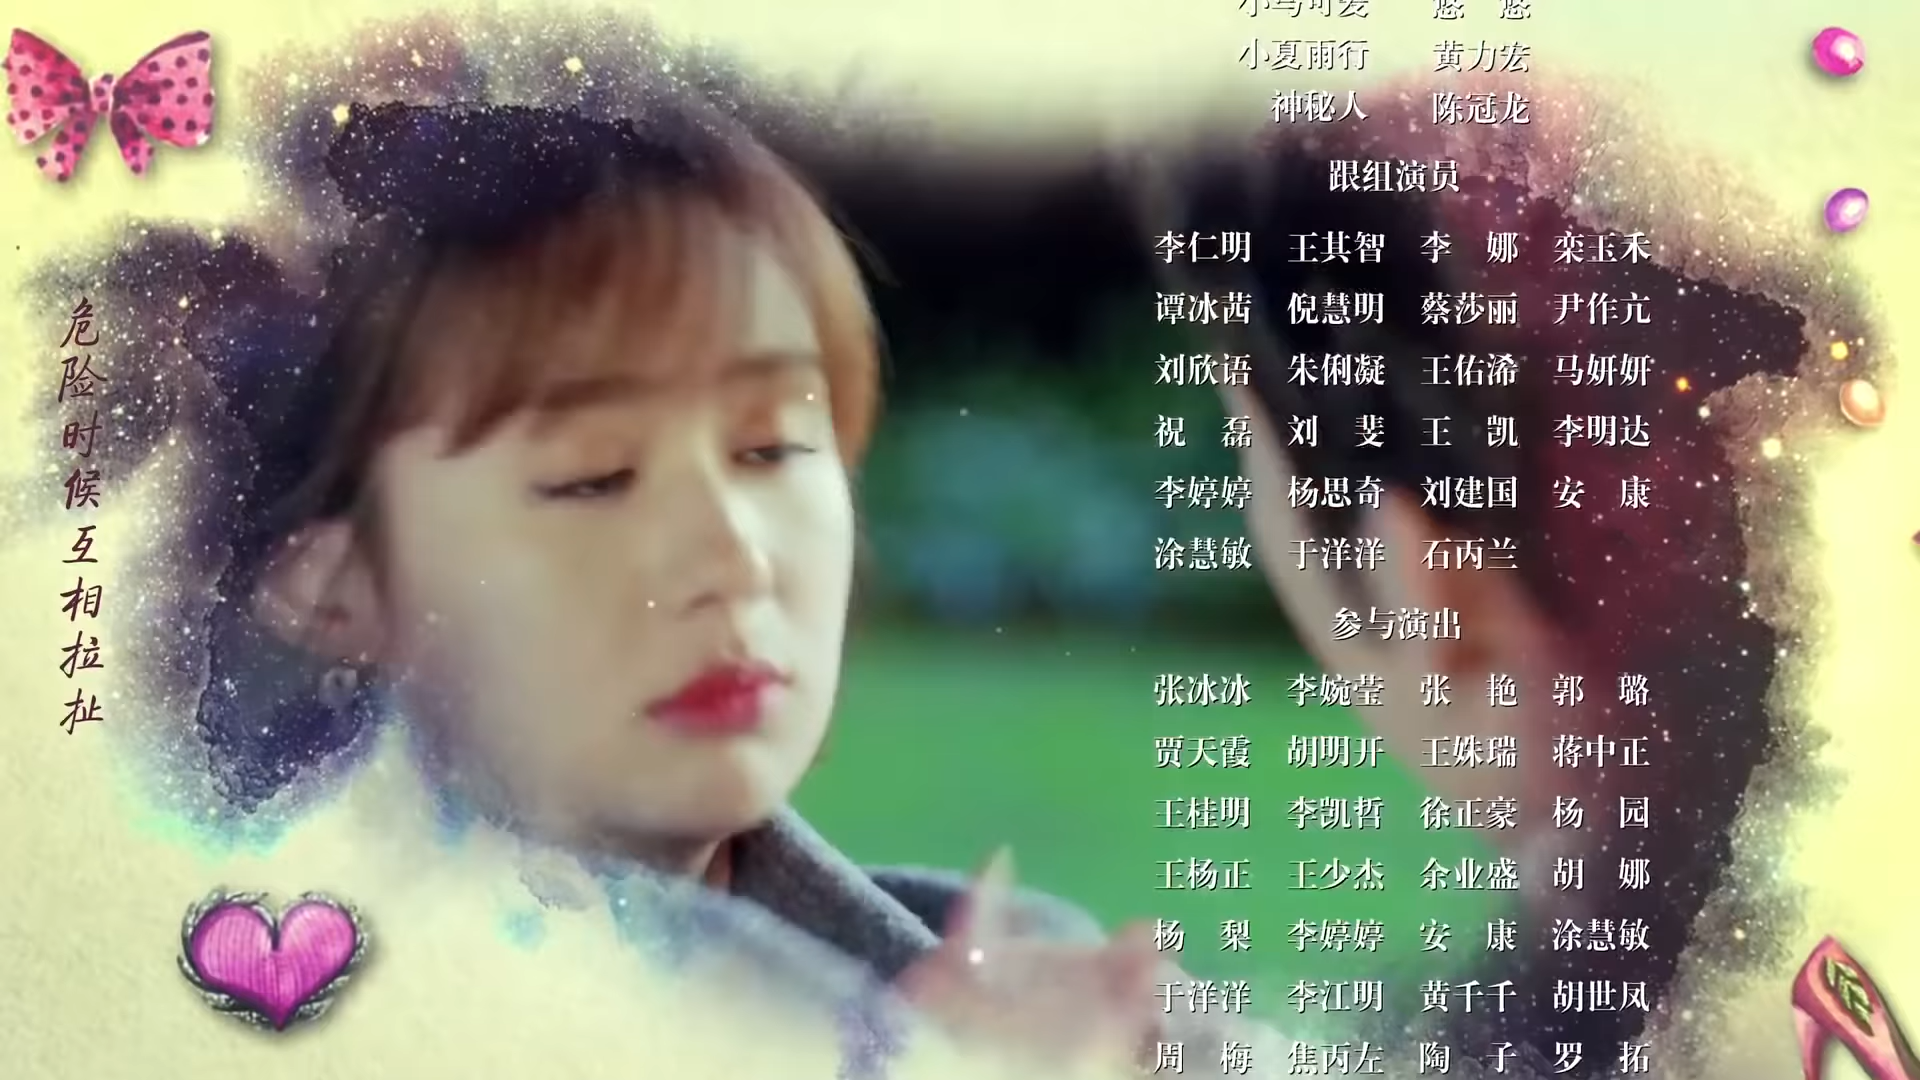 小夏雨行 黄力宏
神秘人 陈冠龙
跟组演员
李仁明 王其智 李 娜 栾玉禾
谭冰茜 倪慧明 蔡莎丽 尹作亢
刘欣语 朱俐凝 王佑浠 马妍妍
祝 磊 刘 斐 王 凯 李明达
李婷婷 杨思奇 刘建国 安 康
涂慧敏 于洋洋 石丙兰
参与演出
张冰冰 李婉莹 张 艳 郭 璐
贾天霞 胡明开 王姝瑞 蒋中正
王桂明 李凯哲 徐正豪 杨 园
王杨正 王少杰 余业盛 胡 娜
杨 梨 李婷婷 安 康 涂慧敏
于洋洋 李江明 黄千千 胡世凤
周 梅 焦丙左 陶 子 罗 拓
危险时候互相拉扯